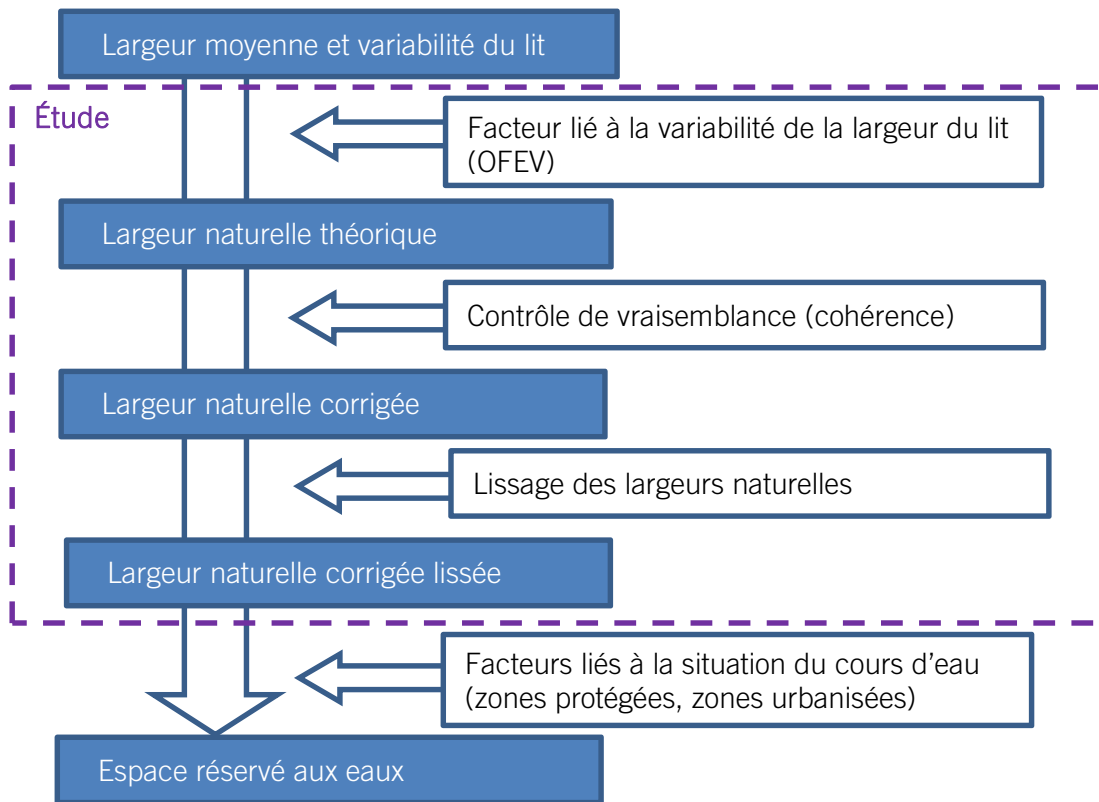 Largeur moyenne et variabilité du lit
Étude
Facteur lié à la variabilité de la largeur du lit
(OFEV)
Largeur naturelle théorique
Contrôle de vraisemblance (cohérence)
Largeur naturelle corrigée
Lissage des largeurs naturelles
Largeur naturelle corrigée lissée
Facteurs liés à la situation du cours d’eau
(zones protégées, zones urbanisées)
Espace réservé aux eaux